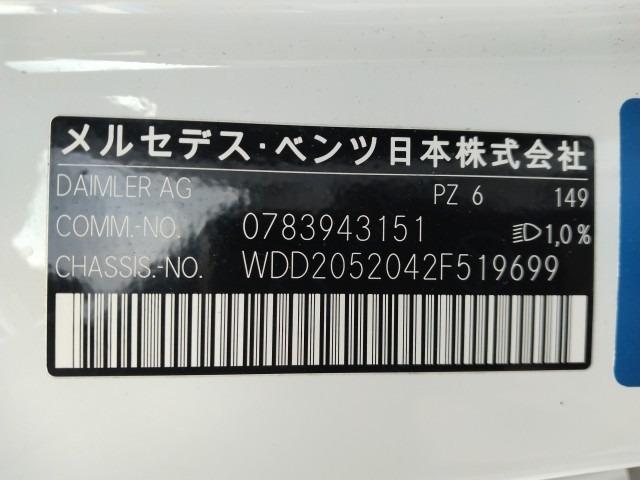 メルセデス・ベンツ日本株式会社
DAIMLER AG PZ 6 149
COMM.-NO. 0783943151 1,0%
CHASSIS.-NO. WDD2052042F519699